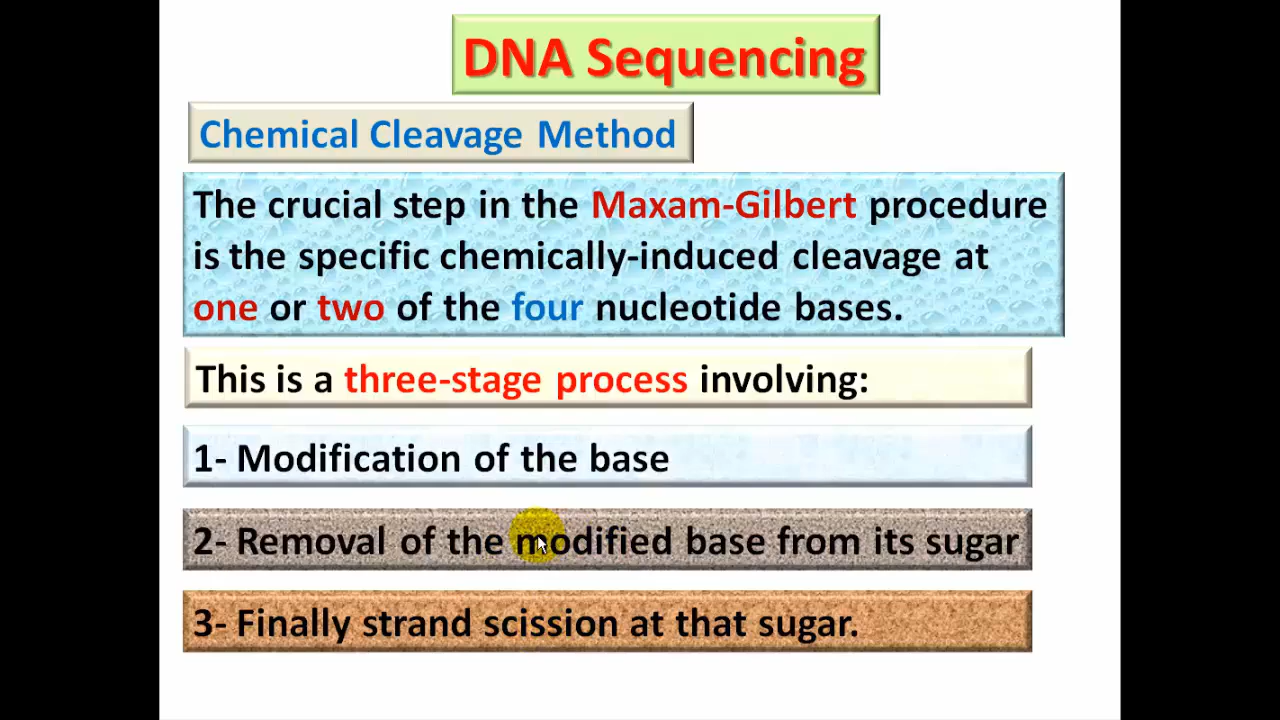 DNA Sequencing
Chemical Cleavage Method
The crucial step in the Maxam-Gilbert procedure
is the specific chemically-induced cleavage at
one or two of the four nucleotide bases.
This is a three-stage process involving:
1- Modification of the base
2- Removal of the modified base from its sugar
3- Finally strand scission at that sugar.